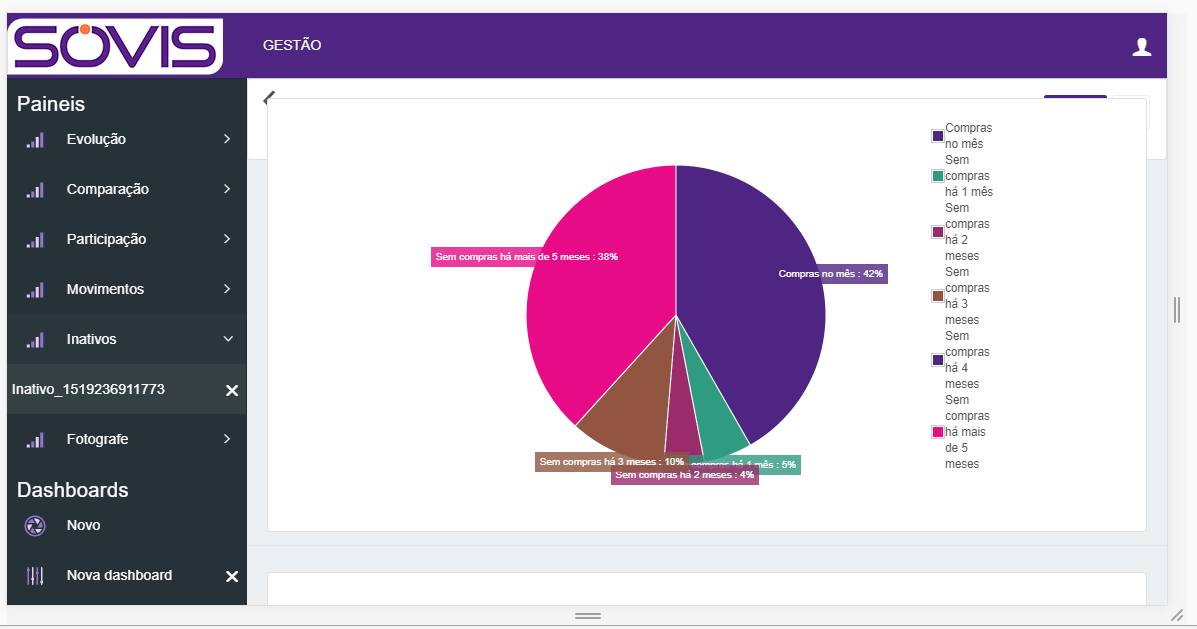 SOVIS
GESTÃO
Paineis
Evolução
Comparação
Participação
Movimentos
Inativos
Inativo_1519236911773
Fotografe
Dashboards
Novo
Nova dashboard
Sem compras há mais de 5 meses : 38%
Compras no mês : 42%
Sem compras há 3 meses : 10%
compras há 1 mês : 5%
Sem compras há 2 meses : 4%
Compras
no mês
Sem
compras
há 1 mês
Sem
compras
há 2
meses
Sem
compras
há 3
meses
Sem
compras
há 4
meses
Sem
compras
há mais
de 5
meses